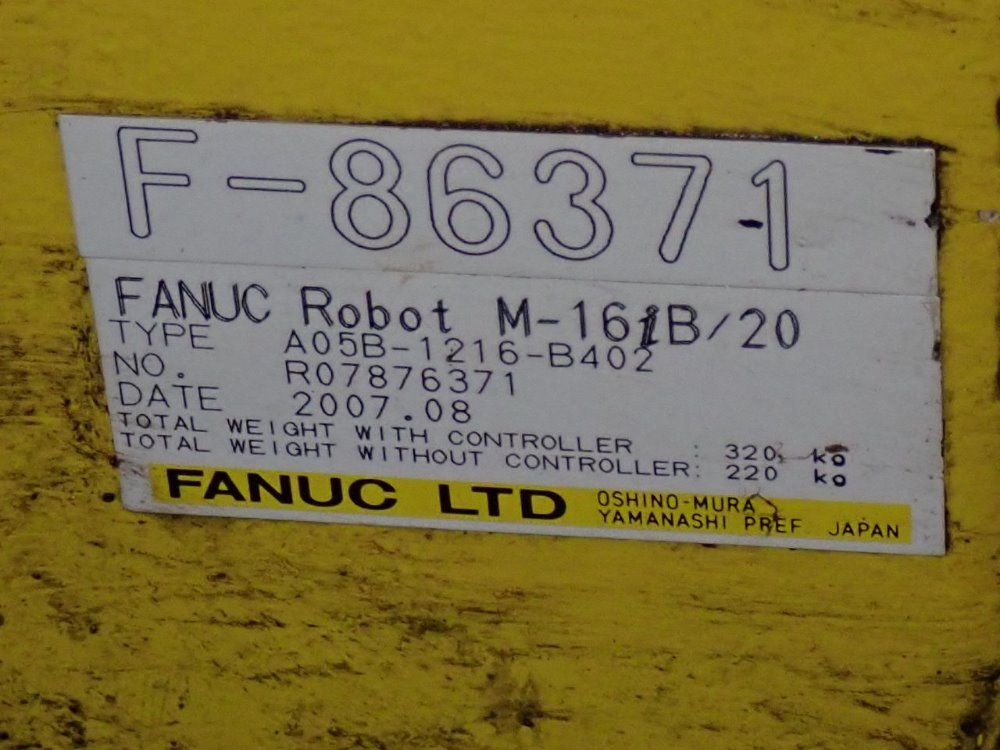 F-86371
FANUC Robot M-16iB/20
TYPE A05B-1216-B402
NO. R07876371
DATE 2007.08
TOTAL WEIGHT WITH CONTROLLER : 320 kg
TOTAL WEIGHT WITHOUT CONTROLLER: 220 kg
FANUC LTD OSHINO-MURA
YAMANASHI PREF JAPAN